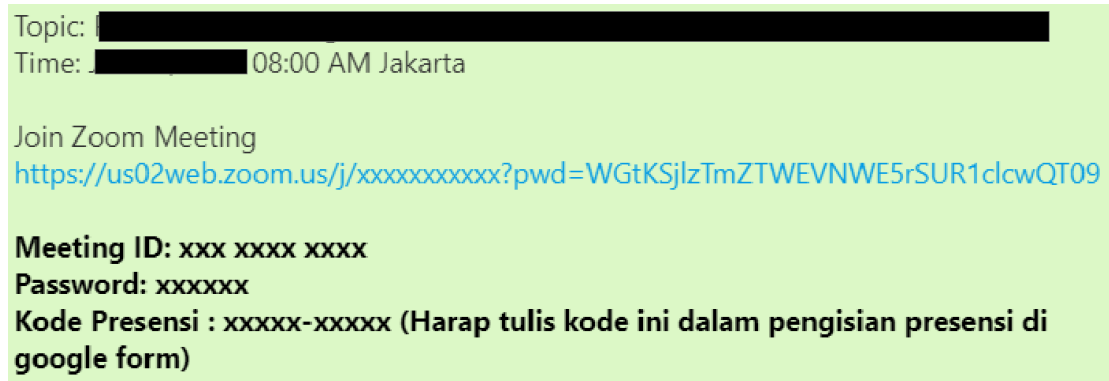 Topic:
Time: 08:00 AM Jakarta
Join Zoom Meeting
https://us02web.zoom.us/j/xxxxxxxxxxx?pwd=WGtKSjlzTmZTWEVNWE5rSUR1clcwQT09
Meeting ID: xxx xxxx xxxx
Password: xxxxxx
Kode Presensi : xxxxx-xxxxx (Harap tulis kode ini dalam pengisian presensi di
google form)